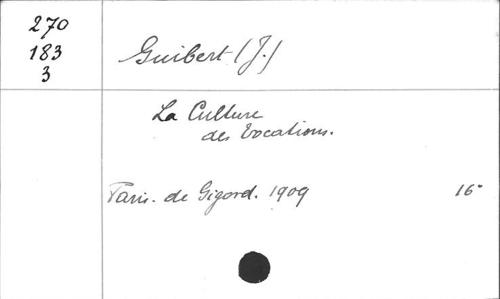 270
183
3
Guibert (J.)
La Culture
des Vocations.
Paris. de Gigord. 1909
16°